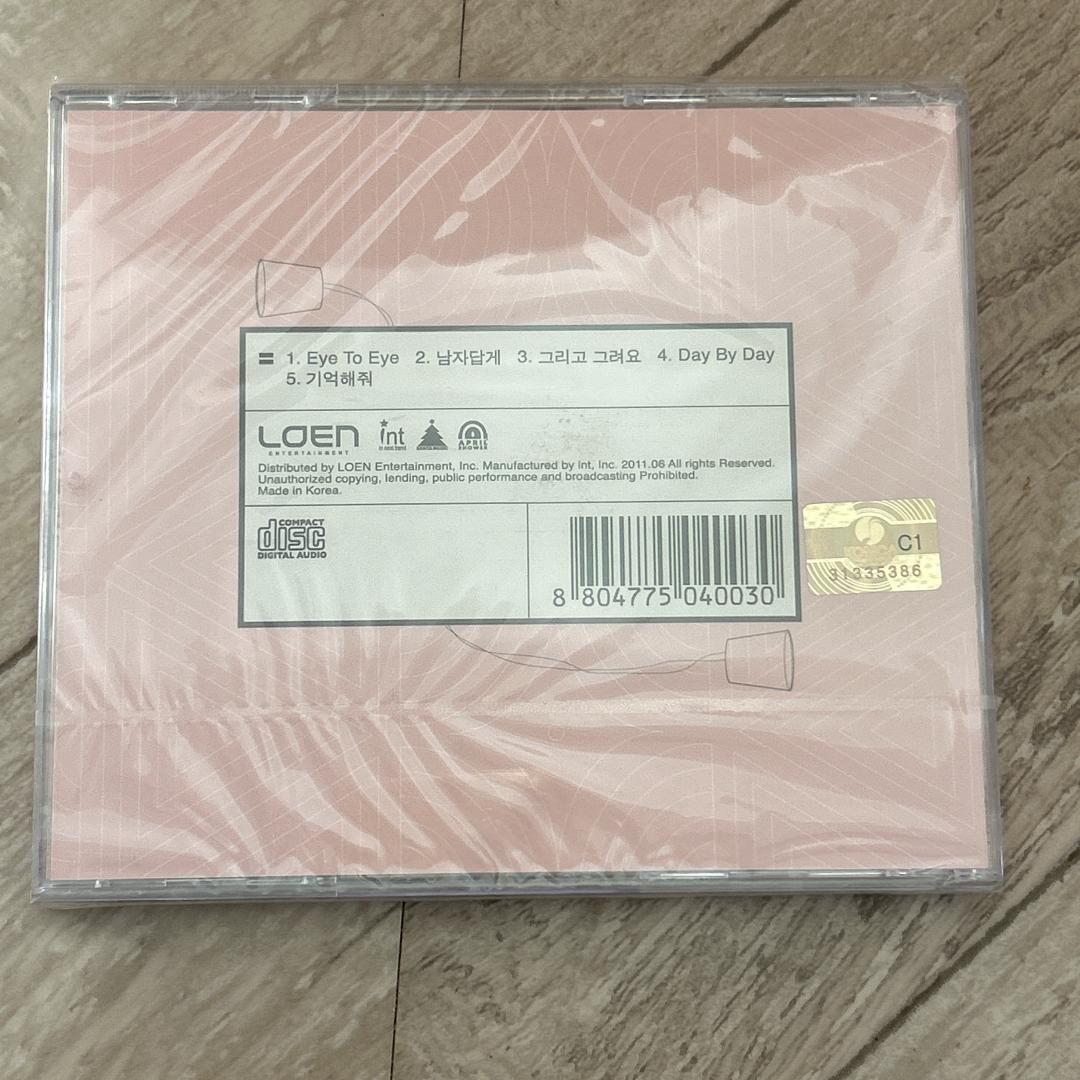 1. Eye To Eye 2. 남자답게 3. 그리고 그려요 4. Day By Day
5. 기억해줘
LOEN
ENTERTAINMENT
int
APRIL
SHOWER
Distributed by LOEN Entertainment, Inc. Manufactured by int, Inc. 2011.06 All rights Reserved.
Unauthorized copying, lending, public performance and broadcasting Prohibited.
Made in Korea.
COMPACT
disc
DIGITAL AUDIO
8 804775 040030
C1
31335386